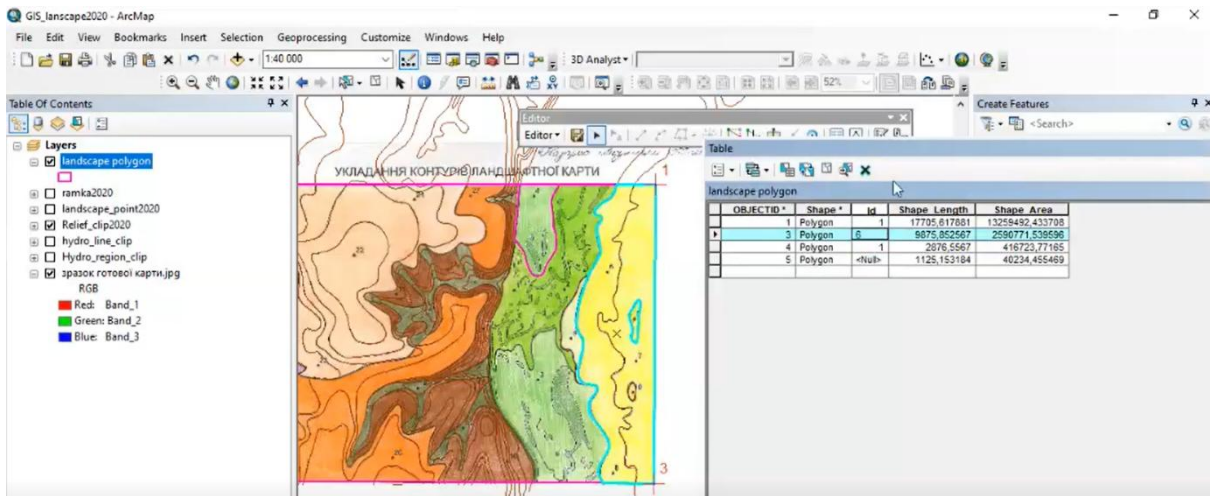 GIS_lanscape2020 - ArcMap
File Edit View Bookmarks Insert Selection Geoprocessing Customize Windows Help
1:40 000
3D Analyst
52%
Table Of Contents
Layers
landscape polygon
ramka2020
landscape_point2020
Relief_clip2020
hydro_line_clip
Hydro_region_clip
зразок готової карти.jpg
RGB
Red: Band_1
Green: Band_2
Blue: Band_3
Editor
Editor
УКЛАДАННЯ КОНТУРІВ ЛАНДШАФТНОЇ КАРТИ
1
3
Create Features
<Search>
Table
landscape polygon
OBJECTID * Shape * Id Shape_Length Shape_Area
1 Polygon 1 17705,617881 13259492,433708
3 Polygon 6 9875,852567 2590771,539596
4 Polygon 1 2876,5567 416723,77165
5 Polygon <Null> 1125,153184 40234,455469